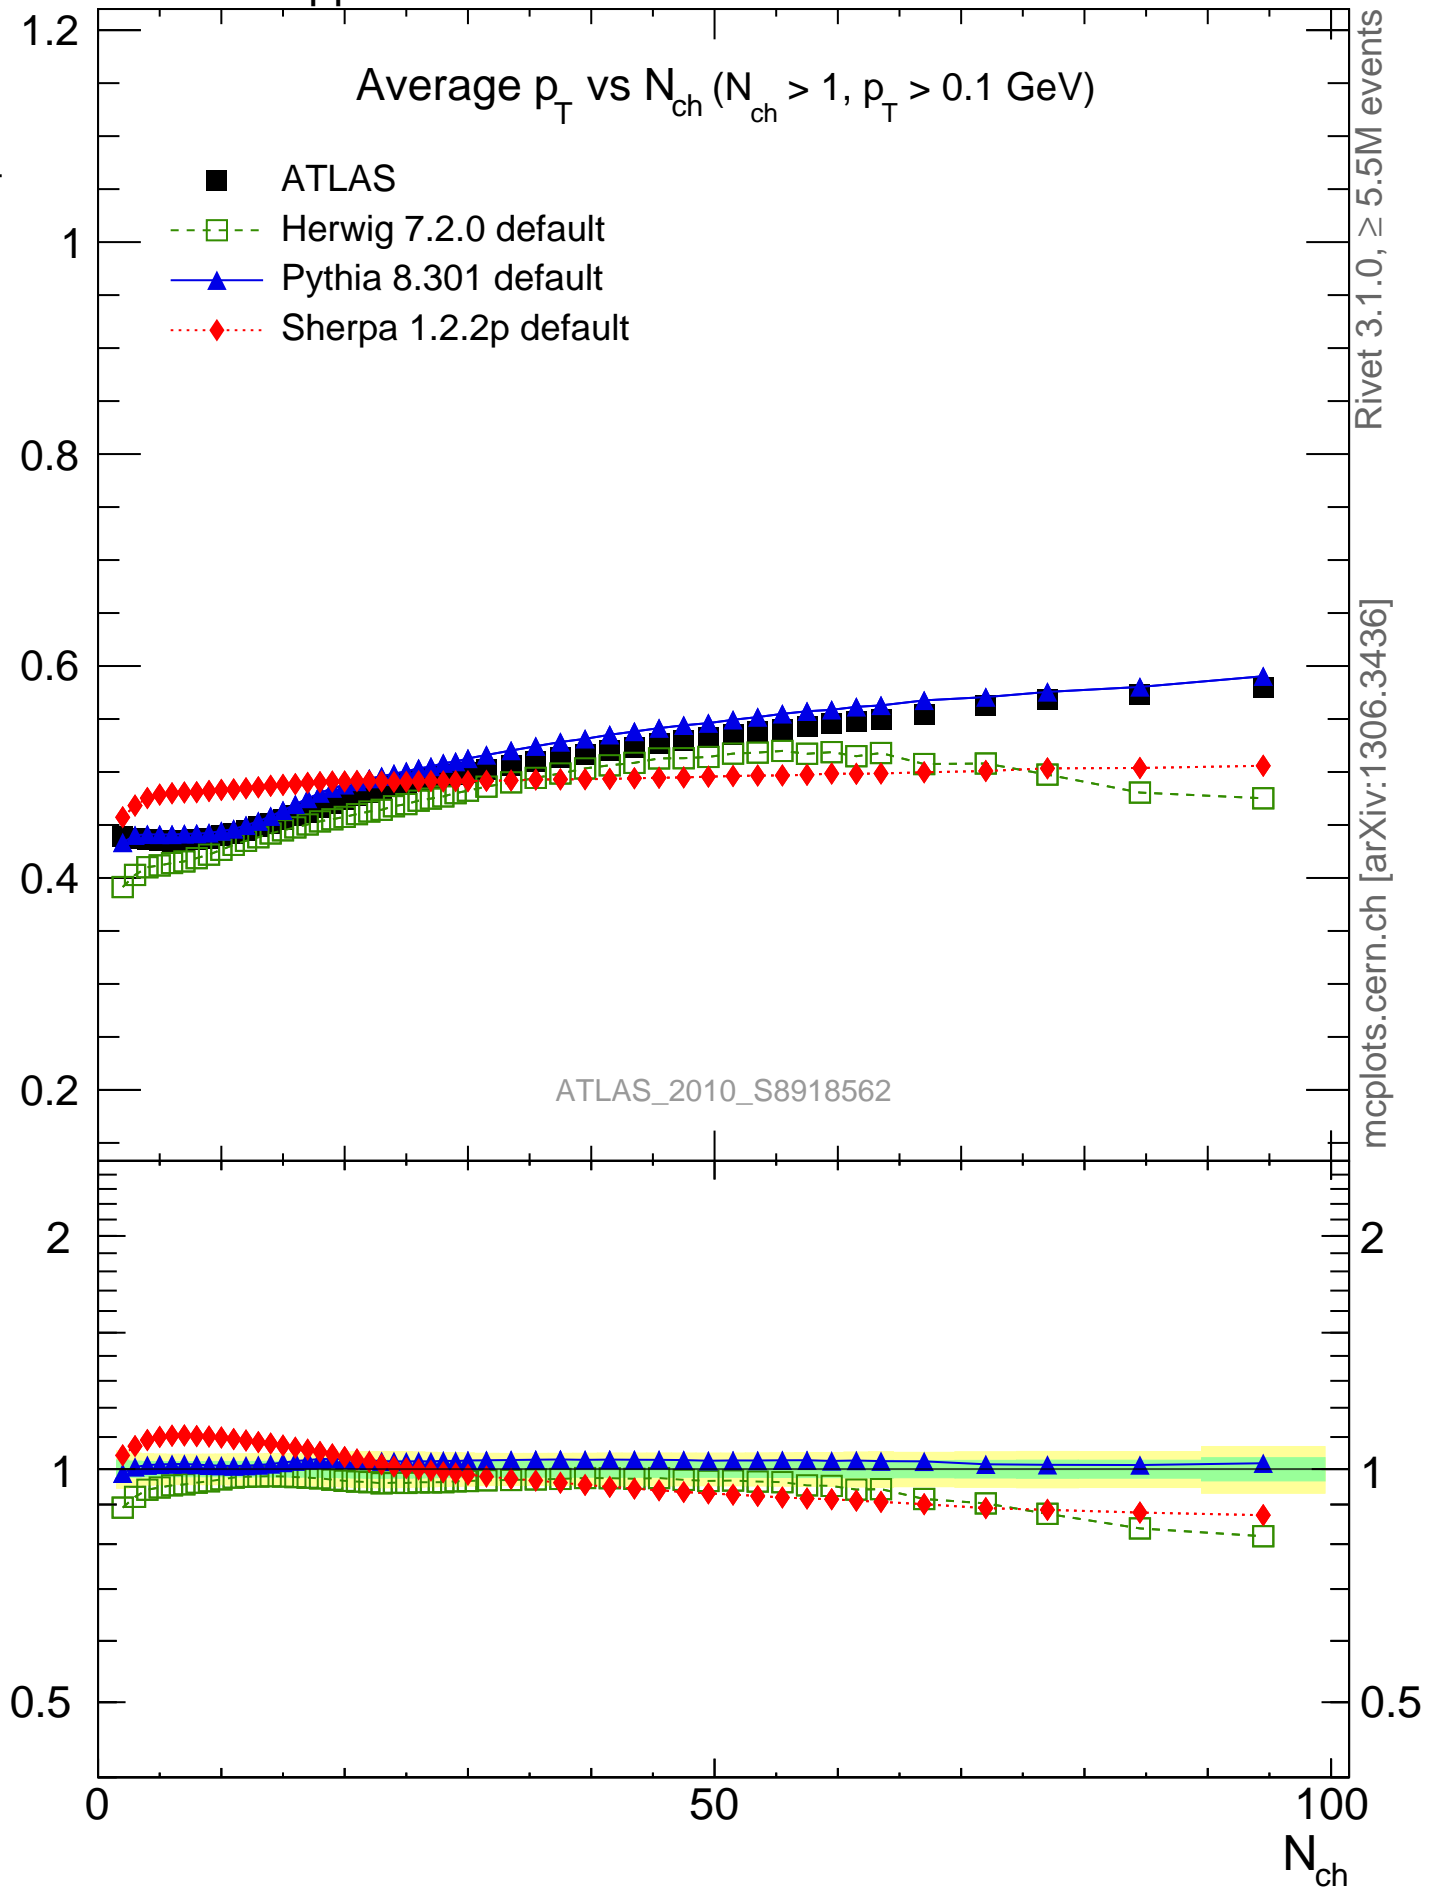 1.2
Average p_T vs N_ch (N_ch > 1, p_T > 0.1 GeV)
ATLAS
Herwig 7.2.0 default
Pythia 8.301 default
Sherpa 1.2.2p default
1
0.8
0.6
0.4
0.2
ATLAS_2010_S8918562
Rivet 3.1.0, ≥ 5.5M events
mcplots.cern.ch [arXiv:1306.3436]
2
2
1
1
0.5
0.5
0
50
100
N_ch